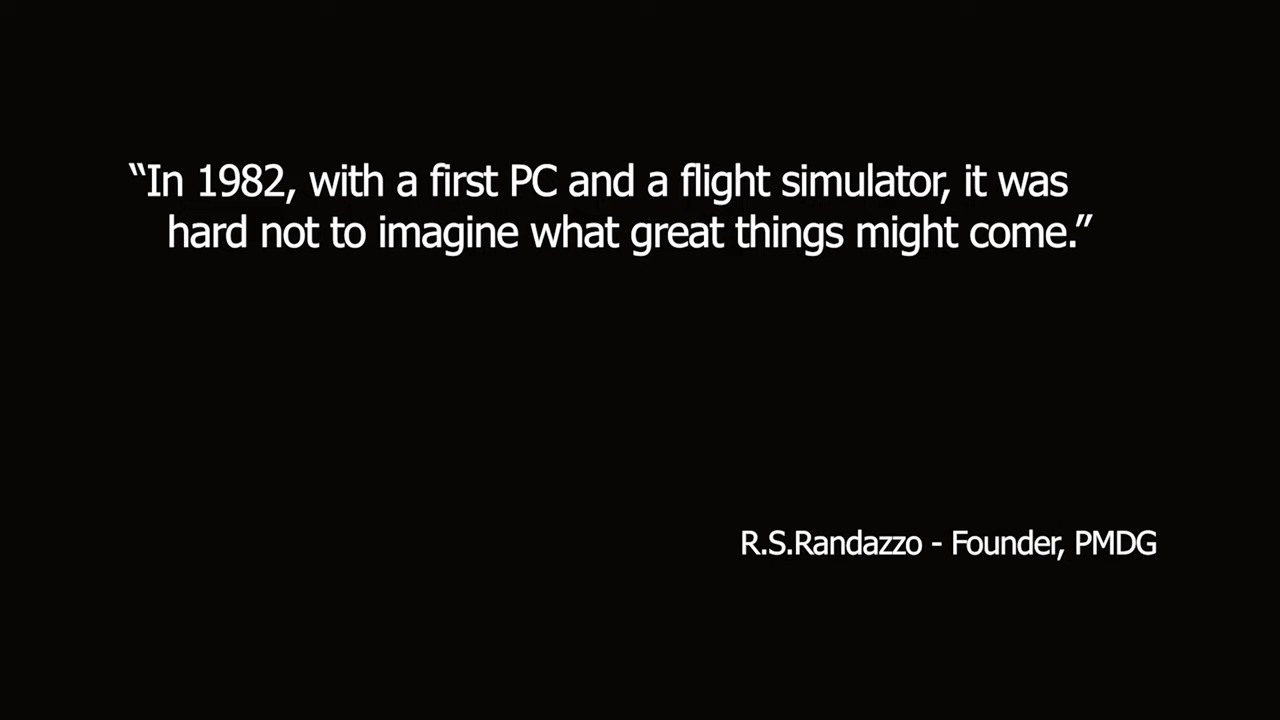 “In 1982, with a first PC and a flight simulator, it was
hard not to imagine what great things might come.”
R.S.Randazzo - Founder, PMDG